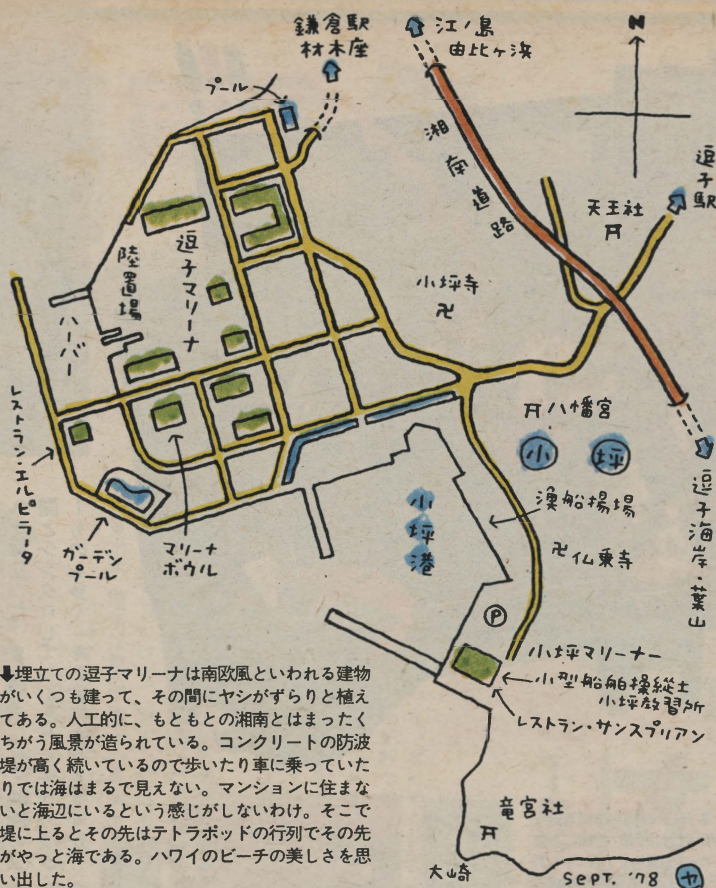 鎌倉駅
材木座
江ノ島
由比ヶ浜
N
プール
湘南道路
逗子駅
天王社
小坪寺
卍
逗子マリーナ
陸置場
ハーバー
八幡宮
小坪
レストラン・エルピラータ
漁船揚場
小坪港
卍仏乗寺
逗子海岸・葉山
ガーデン
プール
マリーナ
ボウル
P
小坪マリーナー
小型船舶操縦士
小坪教習所
レストラン・サンスプリアン
竜宮社
大崎
SEPT. '78 ヤ
⬇埋立ての逗子マリーナは南欧風といわれる建物
がいくつも建って、その間にヤシがずらりと植え
てある。人工的に、もともとの湘南とはまったく
ちがう風景が造られている。コンクリートの防波
堤が高く続いているので歩いたり車に乗っていた
りでは海はまるで見えない。マンションに住まな
いと海辺にいるという感じがしないわけ。そこで
堤に上るとその先はテトラポッドの行列でその先
がやっと海である。ハワイのビーチの美しさを思
い出した。